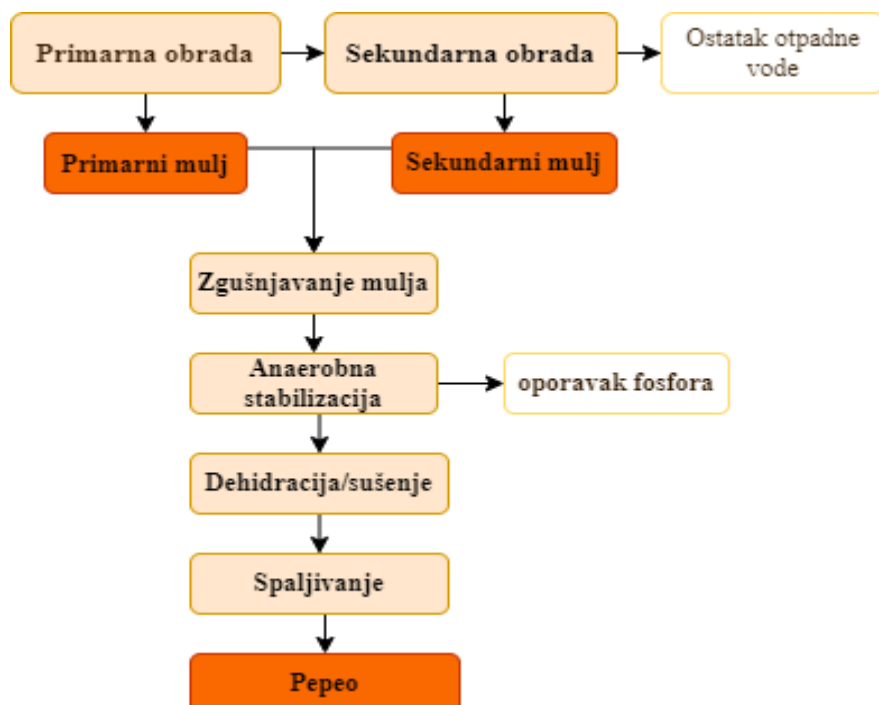 Primarna obrada
Sekundarna obrada
Ostatak otpadne
vode
Primarni mulj
Sekundarni mulj
Zgušnjavanje mulja
Anaerobna
stabilizacija
oporavak fosfora
Dehidracija/sušenje
Spaljivanje
Pepeo